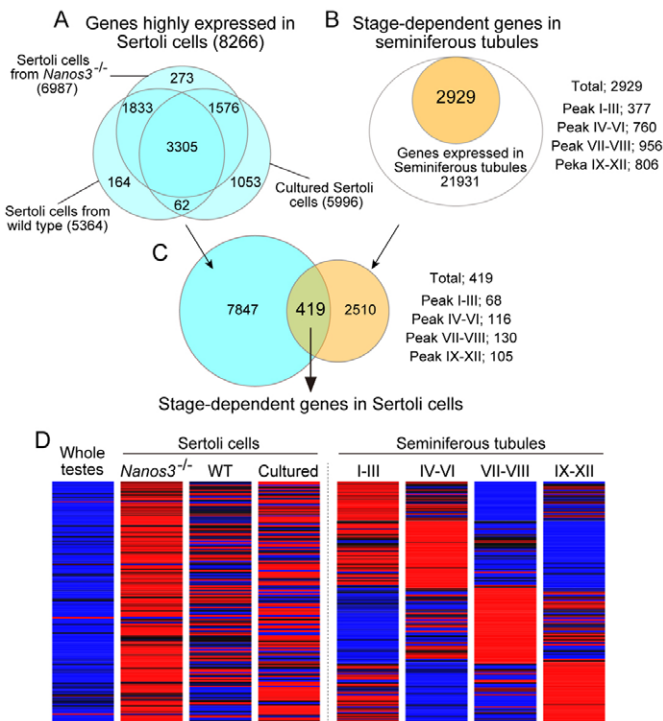 A
Genes highly expressed in
Sertoli cells (8266)
Sertoli cells
from Nanos3-/-
(6987)
273
1833
1576
3305
164
62
1053
Sertoli cells from
wild type (5364)
Cultured Sertoli
cells (5996)
B
Stage-dependent genes in
seminiferous tubules
2929
Genes expressed in
Seminiferous tubules
21931
Total; 2929
Peak I-III; 377
Peak IV-VI; 760
Peak VII-VIII; 956
Peka IX-XII; 806
C
7847
419
2510
Total; 419
Peak I-III; 68
Peak IV-VI; 116
Peak VII-VIII; 130
Peak IX-XII; 105
Stage-dependent genes in Sertoli cells
D
Whole
testes
Sertoli cells
Nanos3-/- WT Cultured
Seminiferous tubules
I-III IV-VI VII-VIII IX-XII